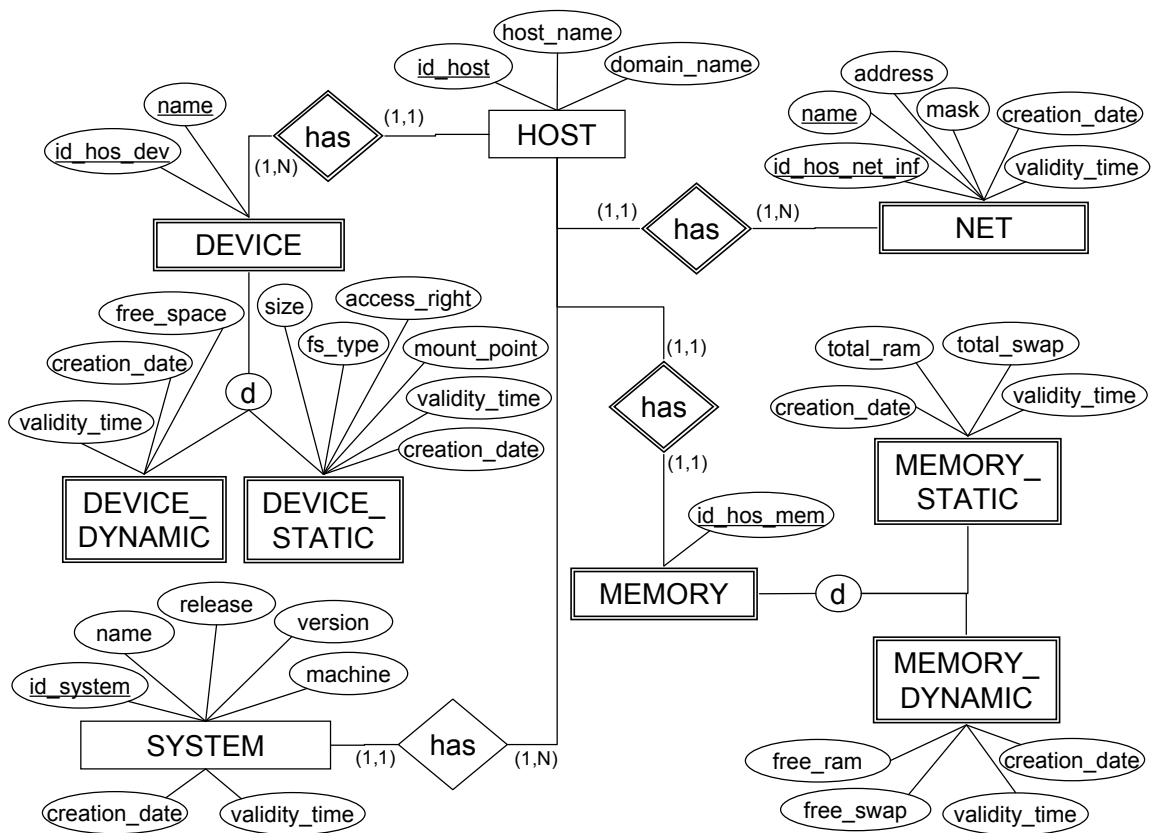 host_name
id_host
domain_name
HOST
name
id_hos_dev
has
(1,1)
(1,N)
DEVICE
address
name
mask
creation_date
id_hos_net_inf
validity_time
(1,1)
has
(1,N)
NET
free_space
creation_date
validity_time
d
size
fs_type
access_right
mount_point
validity_time
creation_date
DEVICE_
DYNAMIC
DEVICE_
STATIC
(1,1)
has
(1,1)
id_hos_mem
MEMORY
d
total_ram
total_swap
creation_date
validity_time
MEMORY_
STATIC
MEMORY_
DYNAMIC
free_ram
free_swap
validity_time
creation_date
release
name
version
id_system
machine
SYSTEM
(1,1)
has
(1,N)
creation_date
validity_time